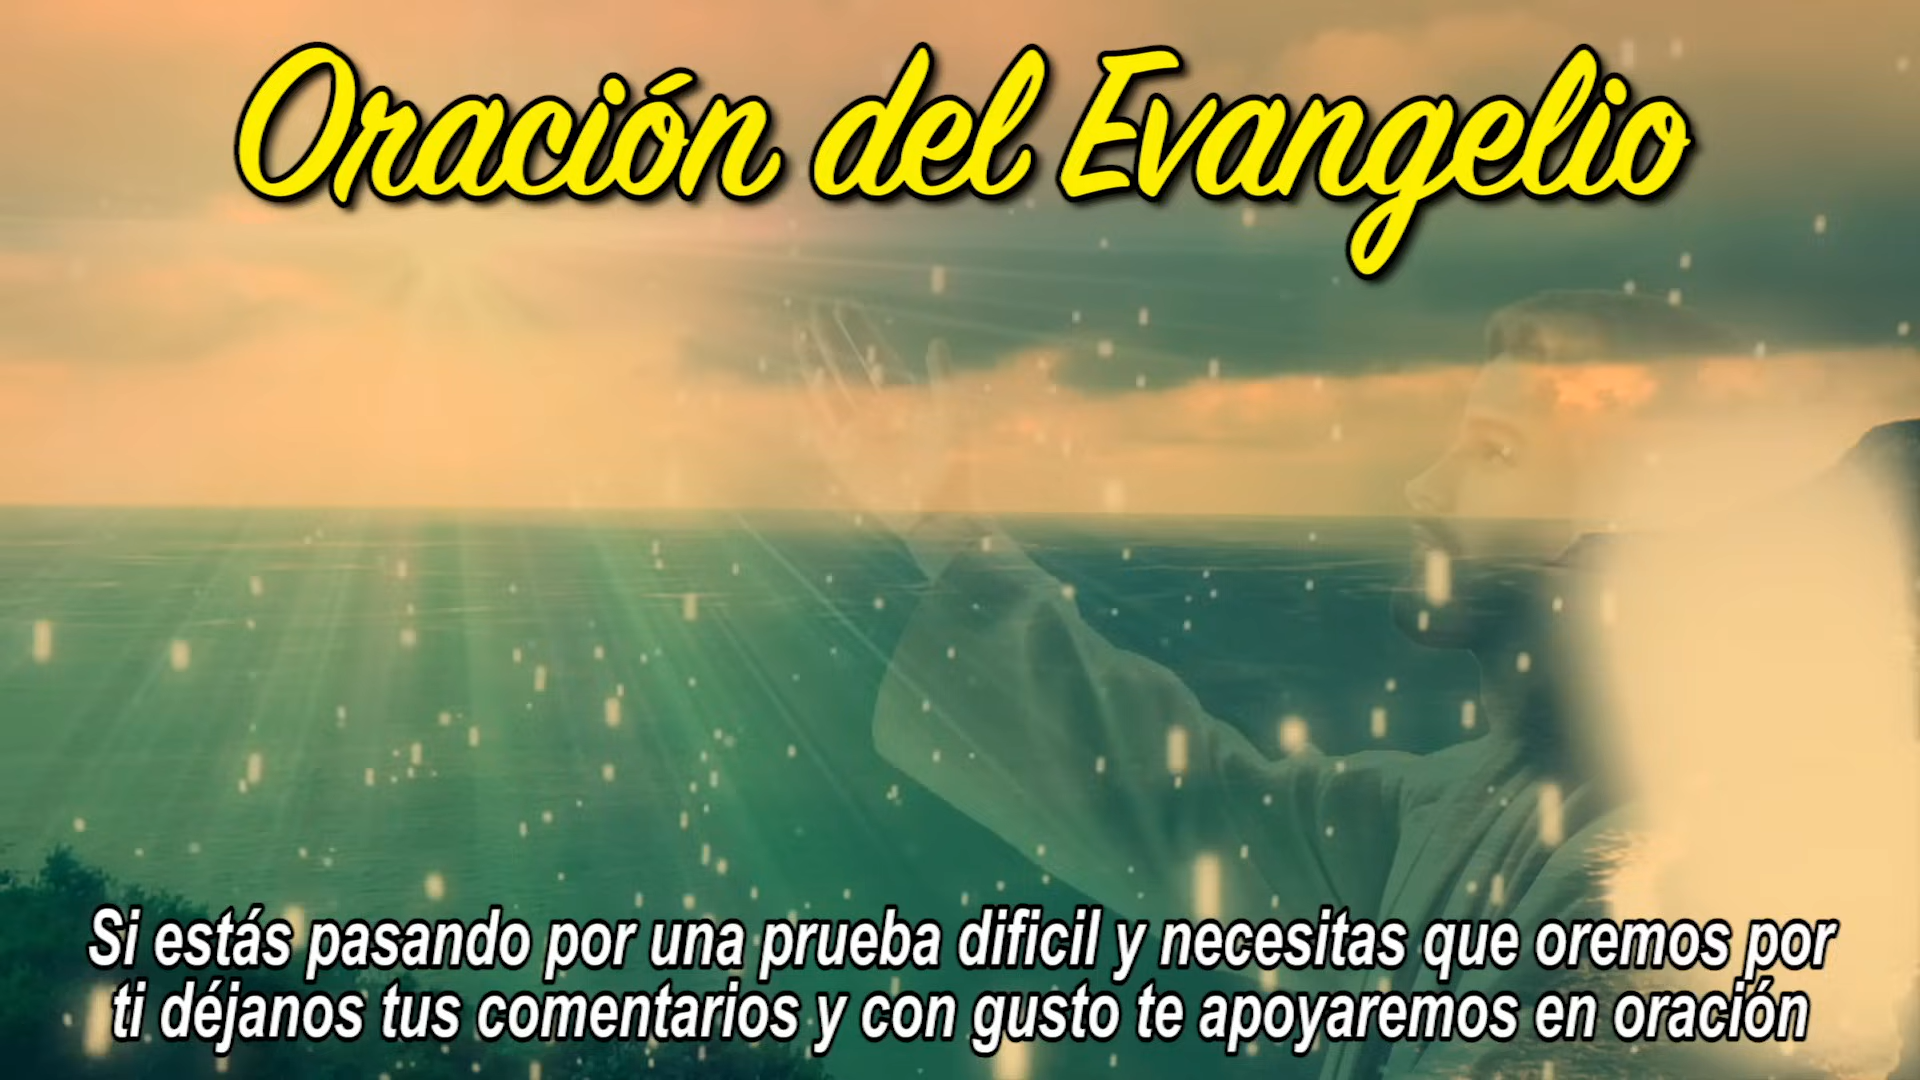 Oración del Evangelio
Si estás pasando por una prueba dificil y necesitas que oremos por
ti déjanos tus comentarios y con gusto te apoyaremos en oración